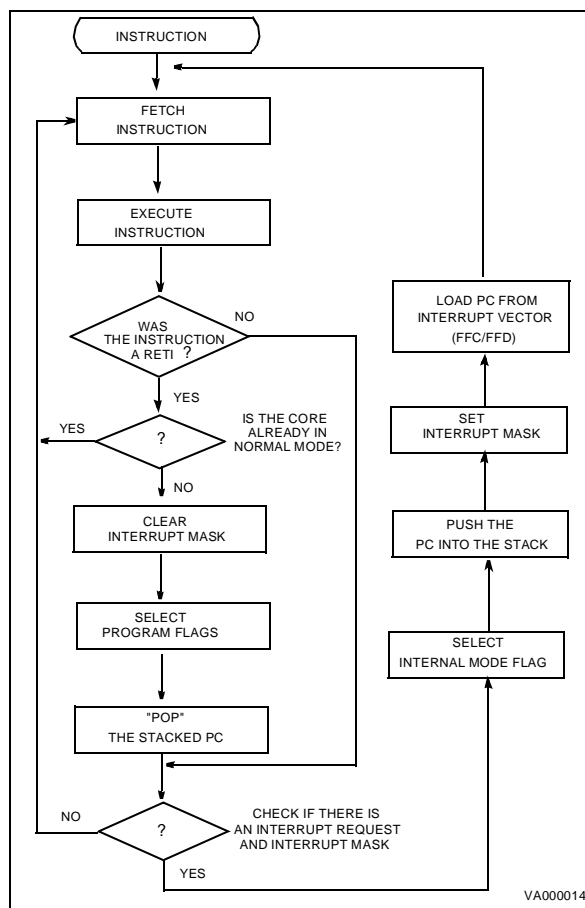 INSTRUCTION
FETCH
INSTRUCTION
EXECUTE
INSTRUCTION
WAS
THE INSTRUCTION
A RETI ?
NO
YES
?
YES
IS THE CORE
ALREADY IN
NORMAL MODE?
NO
CLEAR
INTERRUPT MASK
SELECT
PROGRAM FLAGS
"POP"
THE STACKED PC
?
NO
CHECK IF THERE IS
AN INTERRUPT REQUEST
AND INTERRUPT MASK
YES
SELECT
INTERNAL MODE FLAG
PUSH THE
PC INTO THE STACK
SET
INTERRUPT MASK
LOAD PC FROM
INTERRUPT VECTOR
(FFC/FFD)
VA000014